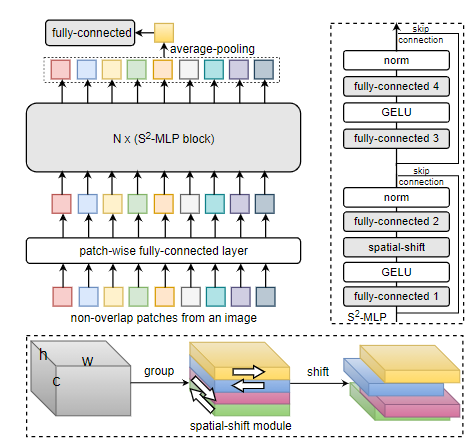 fully-connected
average-pooling
N x (S²-MLP block)
patch-wise fully-connected layer
non-overlap patches from an image
skip
connection
norm
fully-connected 4
GELU
fully-connected 3
skip
connection
norm
fully-connected 2
spatial-shift
GELU
fully-connected 1
S²-MLP
h
w
c
group
shift
spatial-shift module